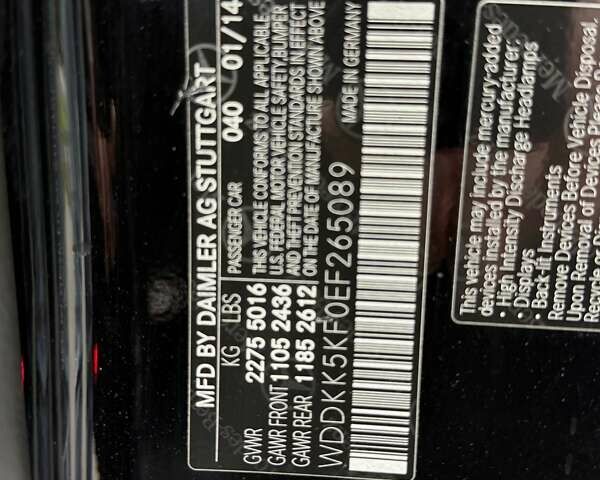 MFD BY DAIMLER AG STUTTGART
KG LBS PASSENGER CAR 040 01/14
GVWR 2275 5016
GAWR FRONT 1105 2436
GAWR REAR 1185 2612
THIS VEHICLE CONFORMS TO ALL APPLICABLE
U.S. FEDERAL MOTOR VEHICLE SAFETY BUMPER
AND THEFT PREVENTION STANDARDS IN EFFECT
ON THE DATE OF MANUFACTURE SHOWN ABOVE
WDDKK5KF0EF265089 MADE IN GERMANY
This vehicle may include mercury-added
devices installed by the manufacturer:
○ High intensity Discharge Headlamps
○ Displays
○ Back-lit Instruments
Remove Devices Before Vehicle Disposal.
Upon Removal of Devices Please